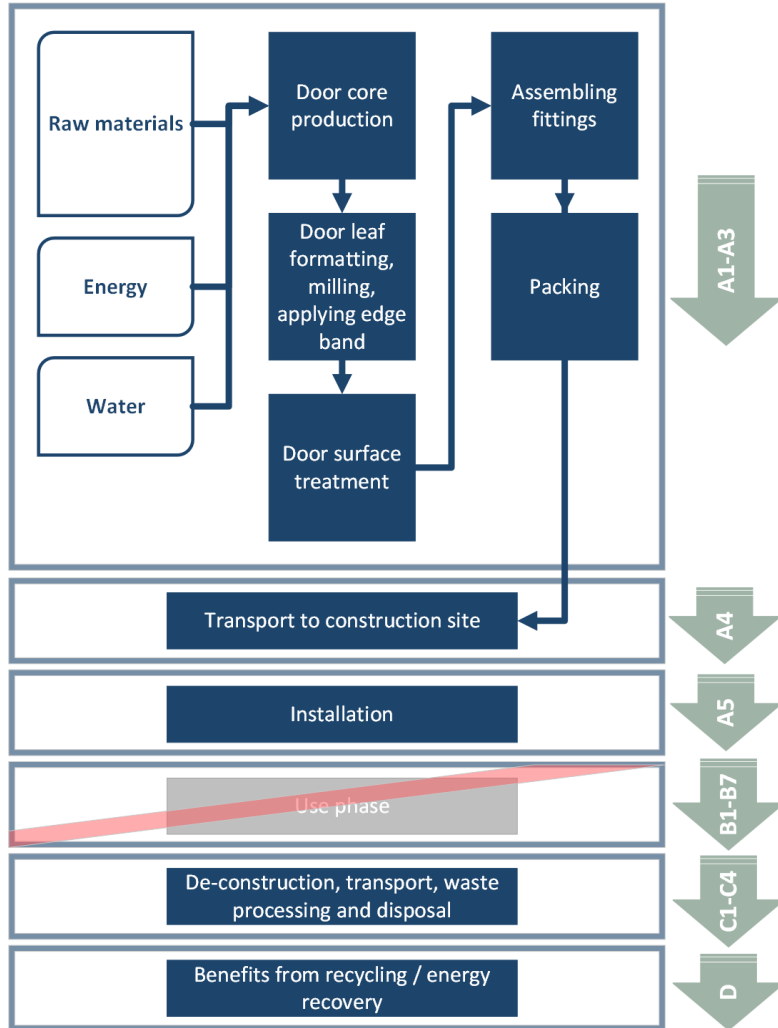 Raw materials
Energy
Water
Door core
production
Door leaf
formatting,
milling,
applying edge
band
Door surface
treatment
Assembling
fittings
Packing
A1-A3
Transport to construction site
A4
Installation
A5
Use phase
B1-B7
De-construction, transport, waste
processing and disposal
C1-C4
Benefits from recycling / energy
recovery
D